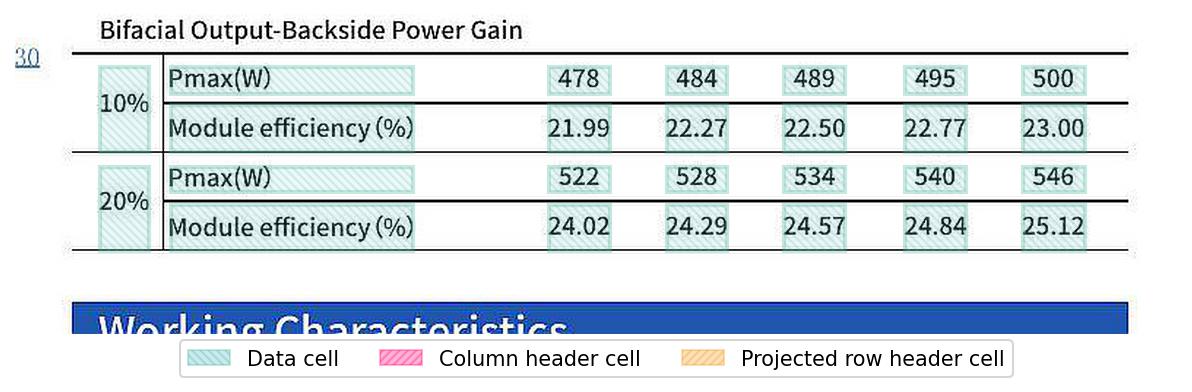 Bifacial Output-Backside Power Gain
30
10%
Pmax(W) 478 484 489 495 500
Module efficiency (%) 21.99 22.27 22.50 22.77 23.00
20%
Pmax(W) 522 528 534 540 546
Module efficiency (%) 24.02 24.29 24.57 24.84 25.12
Working Characteristics
Data cell Column header cell Projected row header cell